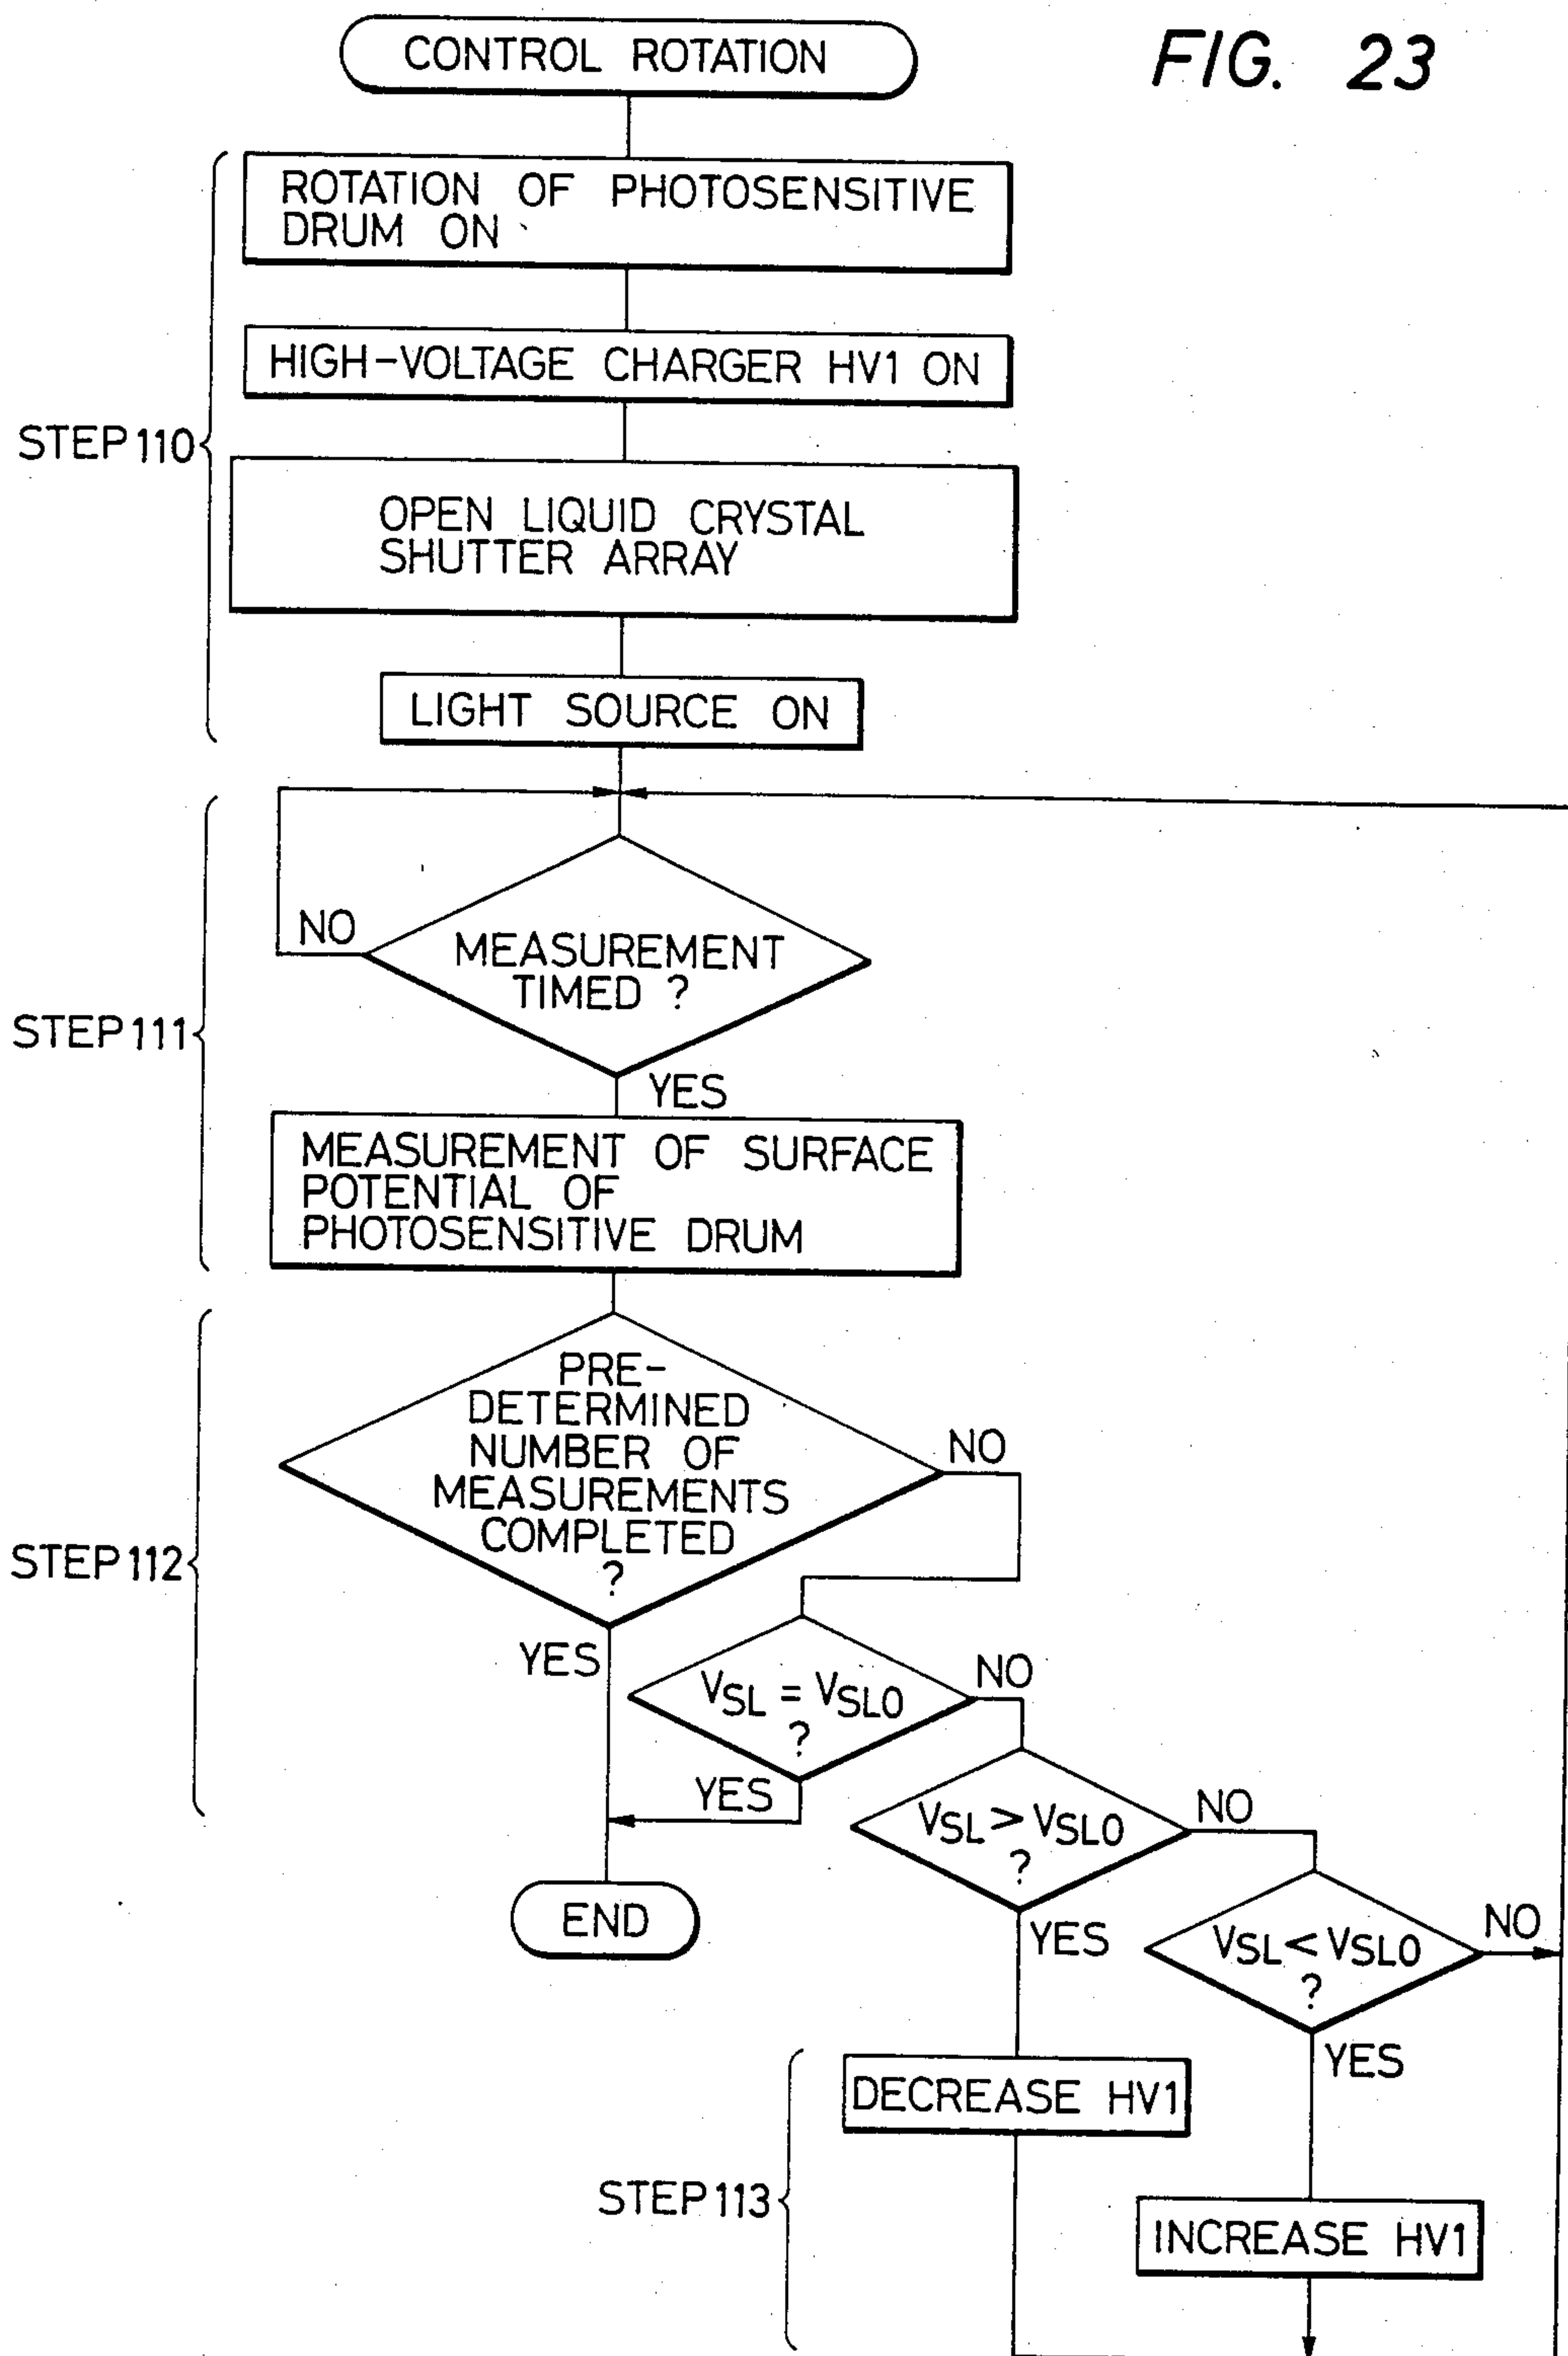 FIG. 23
CONTROL ROTATION
ROTATION OF PHOTOSENSITIVE
DRUM ON
HIGH-VOLTAGE CHARGER HV1 ON
STEP 110
OPEN LIQUID CRYSTAL
SHUTTER ARRAY
LIGHT SOURCE ON
NO
MEASUREMENT
TIMED ?
STEP 111
YES
MEASUREMENT OF SURFACE
POTENTIAL OF
PHOTOSENSITIVE DRUM
PRE-
DETERMINED
NUMBER OF
MEASUREMENTS
COMPLETED
?
NO
STEP 112
YES
VSL = VSL0
?
NO
YES
VSL > VSL0
?
NO
END
YES
VSL < VSL0
?
NO
YES
DECREASE HV1
STEP 113
INCREASE HV1